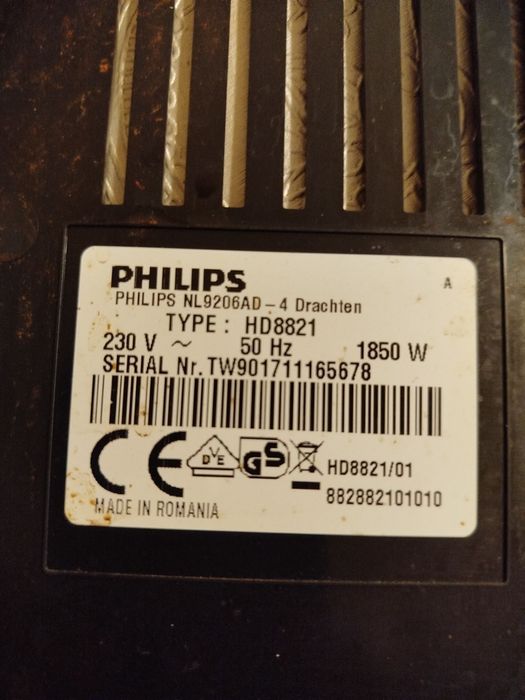 PHILIPS
A
PHILIPS NL9206AD-4 Drachten
TYPE : HD8821
230 V ~ 50 Hz 1850 W
SERIAL Nr. TW901711165678
CE
DVE
GS
HD8821/01
882882101010
MADE IN ROMANIA